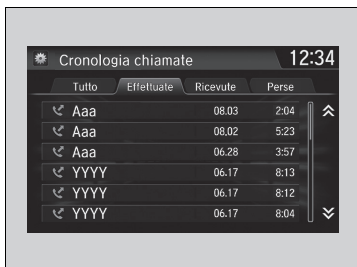 Cronologia chiamate 12:34
Tutto Effettuate Ricevute Perse
Aaa 08.03 2:04
Aaa 08.02 5:23
Aaa 06.28 3:57
YYYY 06.17 8:13
YYYY 06.17 8:12
YYYY 06.17 8:04